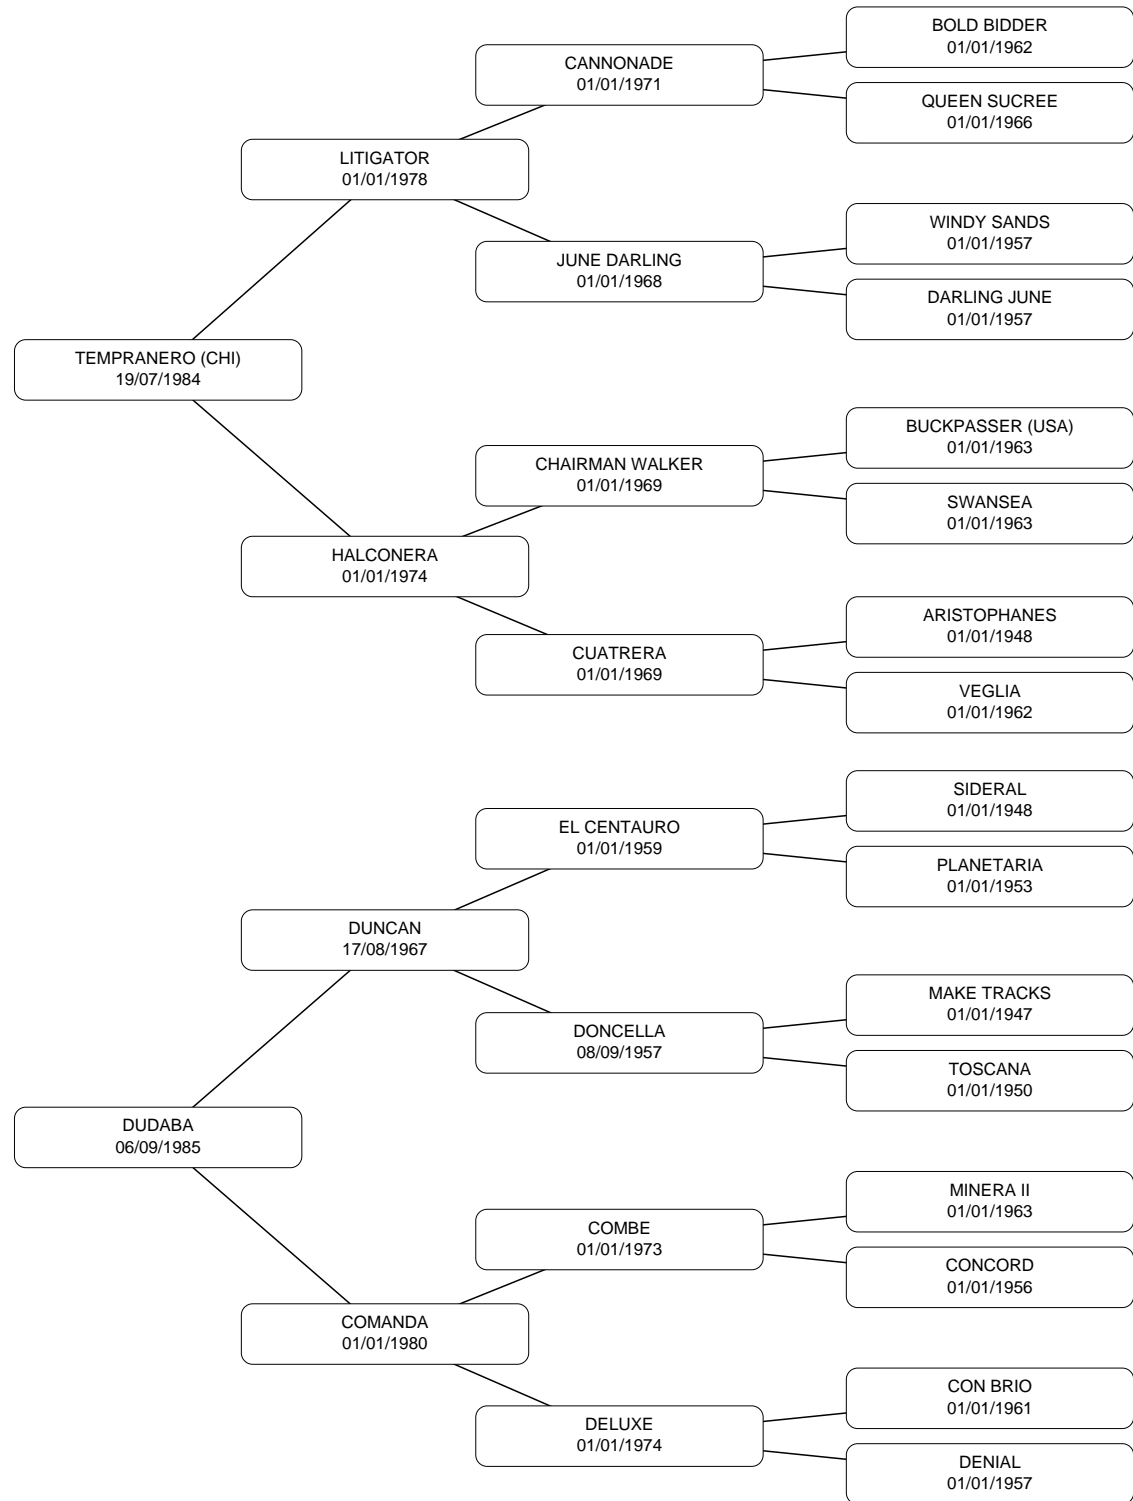 BOLD BIDDER
01/01/1962
CANNONADE
01/01/1971
QUEEN SUCREE
01/01/1966
LITIGATOR
01/01/1978
WINDY SANDS
01/01/1957
JUNE DARLING
01/01/1968
DARLING JUNE
01/01/1957
TEMPRANERO (CHI)
19/07/1984
BUCKPASSER (USA)
01/01/1963
CHAIRMAN WALKER
01/01/1969
SWANSEA
01/01/1963
HALCONERA
01/01/1974
ARISTOPHANES
01/01/1948
CUATRERA
01/01/1969
VEGLIA
01/01/1962
SIDERAL
01/01/1948
EL CENTAURO
01/01/1959
PLANETARIA
01/01/1953
DUNCAN
17/08/1967
MAKE TRACKS
01/01/1947
DONCELLA
08/09/1957
TOSCANA
01/01/1950
DUDABA
06/09/1985
MINERA II
01/01/1963
COMBE
01/01/1973
CONCORD
01/01/1956
COMANDA
01/01/1980
CON BRIO
01/01/1961
DELUXE
01/01/1974
DENIAL
01/01/1957